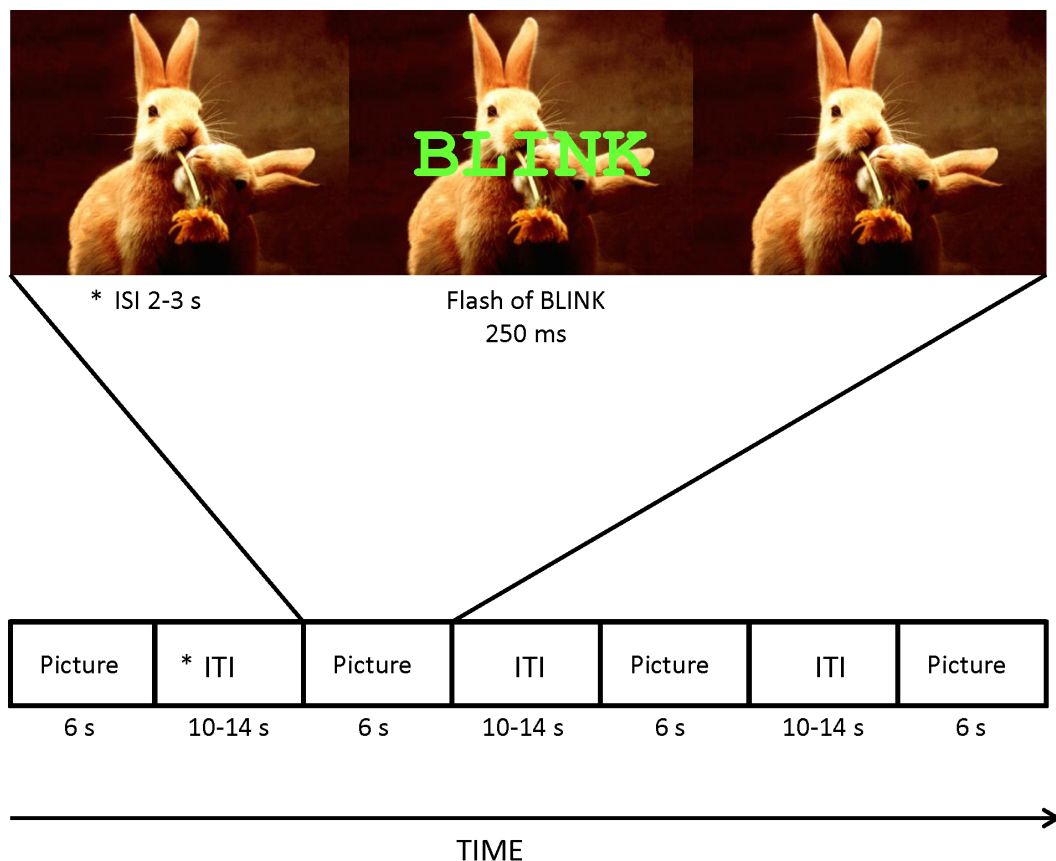 BLINK
* ISI 2-3 s
Flash of BLINK
250 ms
Picture
* ITI
Picture
ITI
Picture
ITI
Picture
6 s
10-14 s
6 s
10-14 s
6 s
10-14 s
6 s
TIME